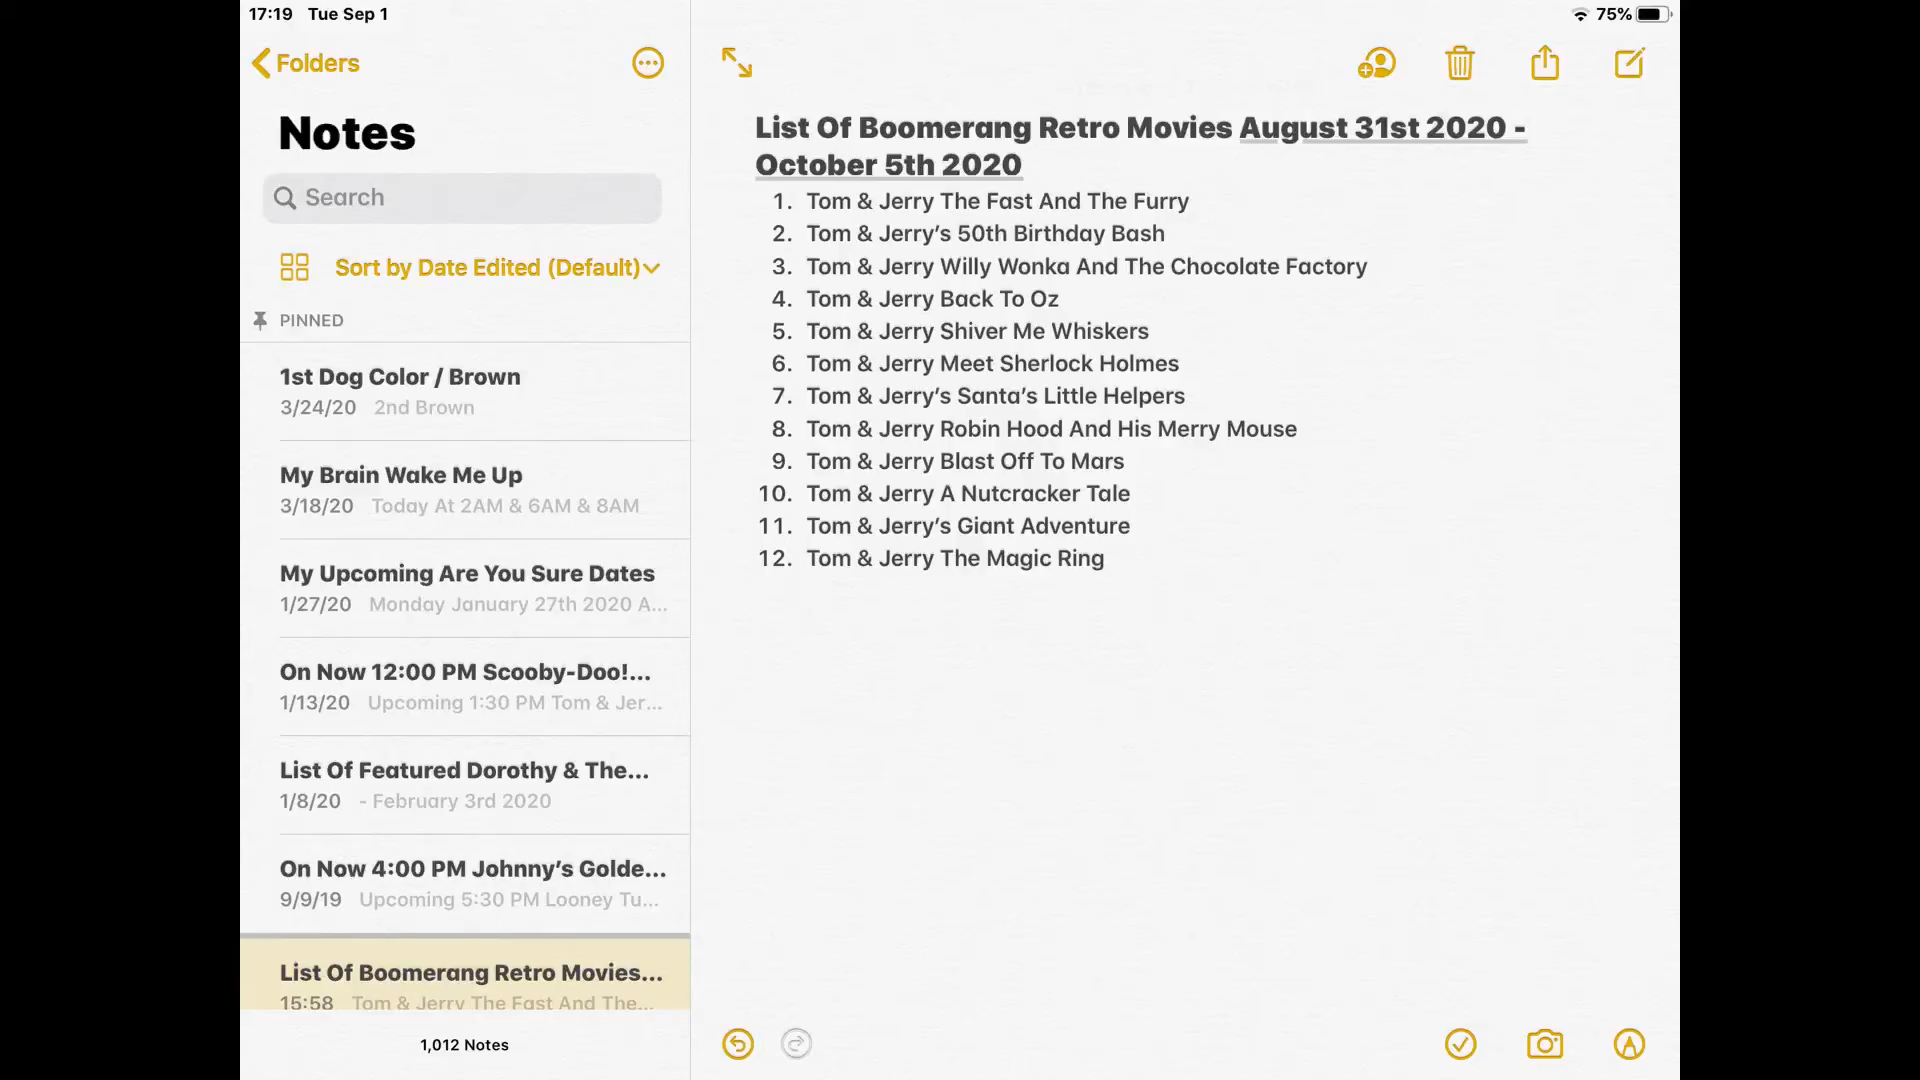 17:19 Tue Sep 1
75%
Folders
Notes
Search
Sort by Date Edited (Default)
PINNED
1st Dog Color / Brown
3/24/20 2nd Brown
My Brain Wake Me Up
3/18/20 Today At 2AM & 6AM & 8AM
My Upcoming Are You Sure Dates
1/27/20 Monday January 27th 2020 A...
On Now 12:00 PM Scooby-Doo!...
1/13/20 Upcoming 1:30 PM Tom & Jer...
List Of Featured Dorothy & The...
1/8/20 - February 3rd 2020
On Now 4:00 PM Johnny's Golde...
9/9/19 Upcoming 5:30 PM Looney Tu...
List Of Boomerang Retro Movies...
15:58 Tom & Jerry The Fast And The...
1,012 Notes
List Of Boomerang Retro Movies August 31st 2020 -
October 5th 2020
1. Tom & Jerry The Fast And The Furry
2. Tom & Jerry's 50th Birthday Bash
3. Tom & Jerry Willy Wonka And The Chocolate Factory
4. Tom & Jerry Back To Oz
5. Tom & Jerry Shiver Me Whiskers
6. Tom & Jerry Meet Sherlock Holmes
7. Tom & Jerry's Santa's Little Helpers
8. Tom & Jerry Robin Hood And His Merry Mouse
9. Tom & Jerry Blast Off To Mars
10. Tom & Jerry A Nutcracker Tale
11. Tom & Jerry's Giant Adventure
12. Tom & Jerry The Magic Ring